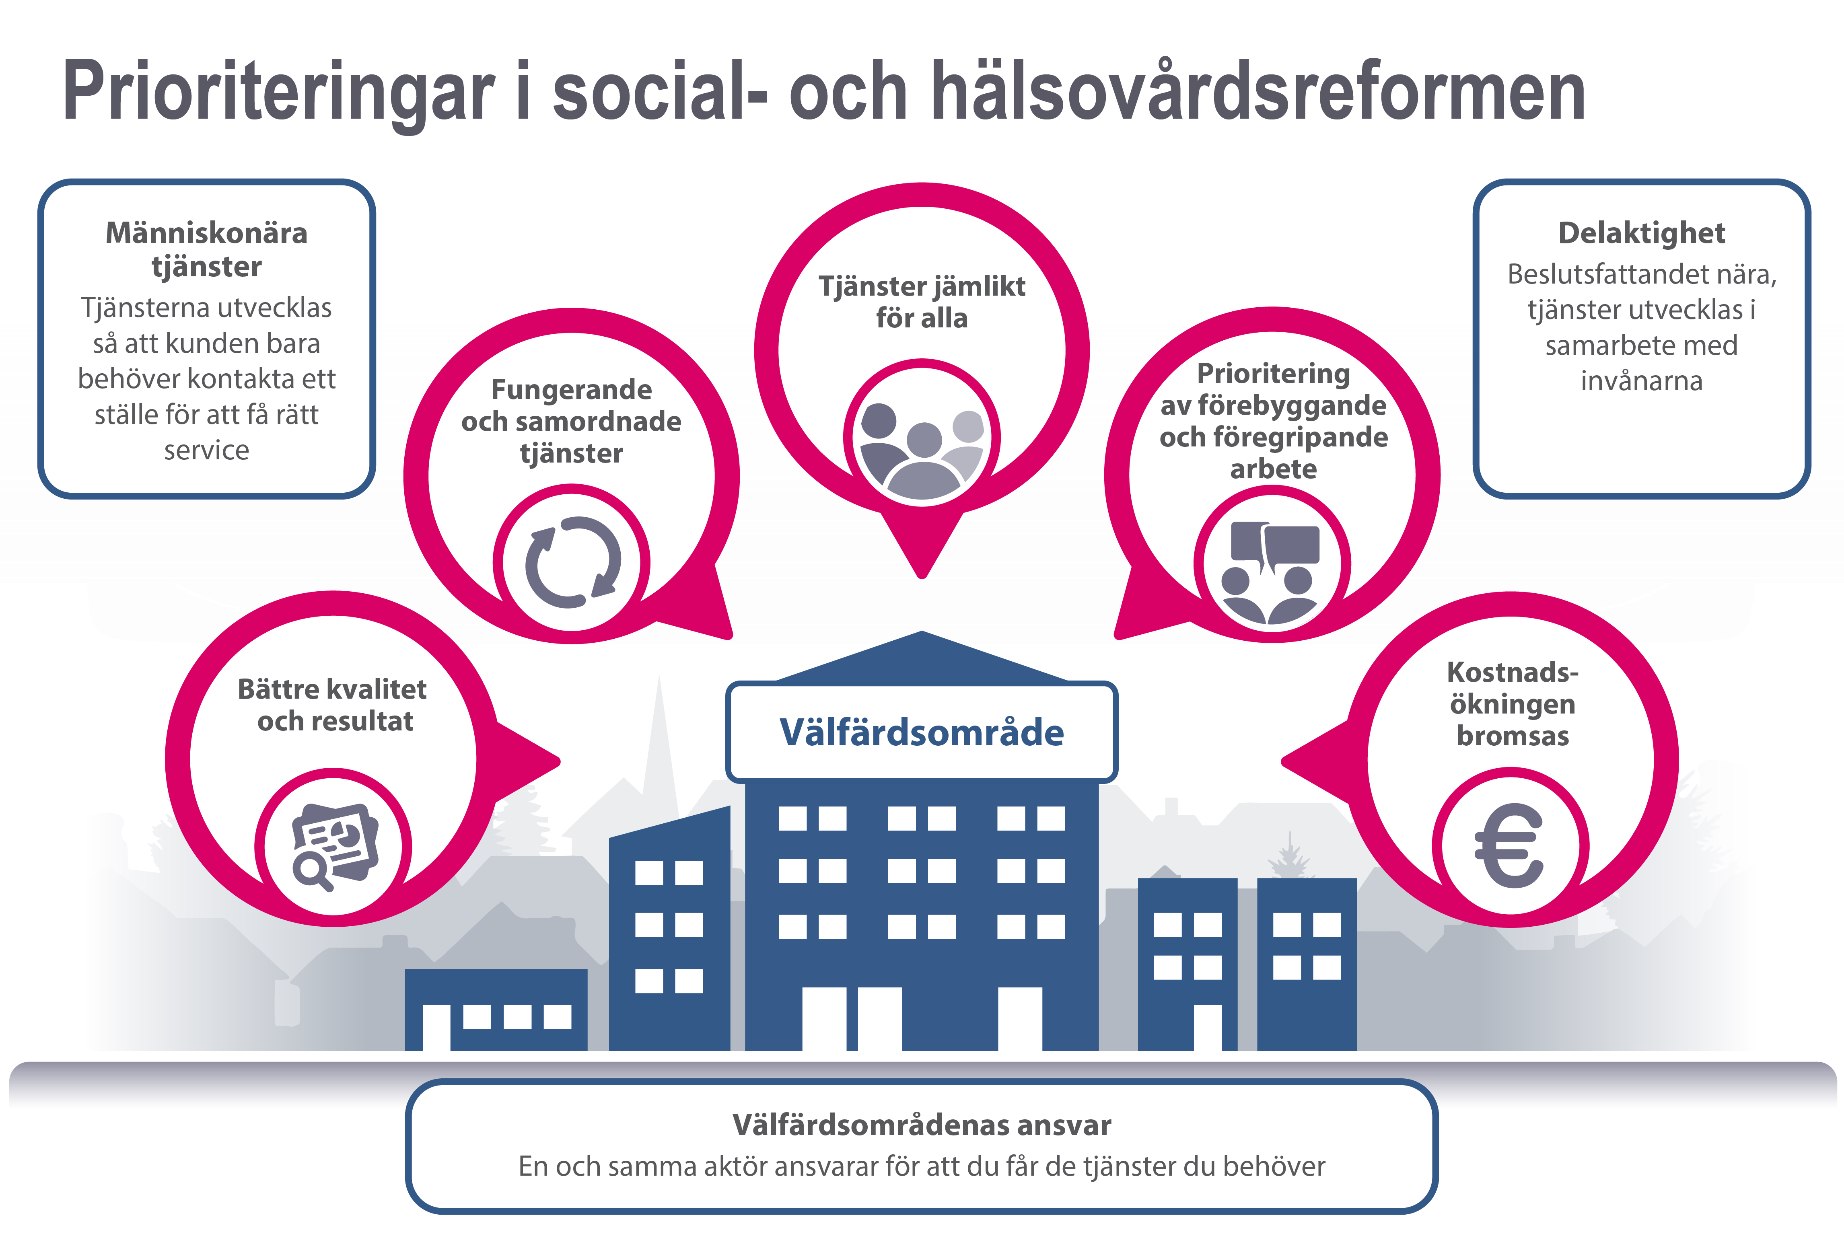 Prioriteringar i social- och hälsovårdsreformen
Människonära
tjänster
Tjänsterna utvecklas
så att kunden bara
behöver kontakta ett
ställe för att få rätt
service
Delaktighet
Beslutsfattandet nära,
tjänster utvecklas i
samarbete med
invånarna
Bättre kvalitet
och resultat
Fungerande
och samordnade
tjänster
Tjänster jämlikt
för alla
Prioritering
av förebyggande
och föregripande
arbete
Kostnads-
ökningen
bromsas
€
Välfärdsområde
Välfärdsområdenas ansvar
En och samma aktör ansvarar för att du får de tjänster du behöver